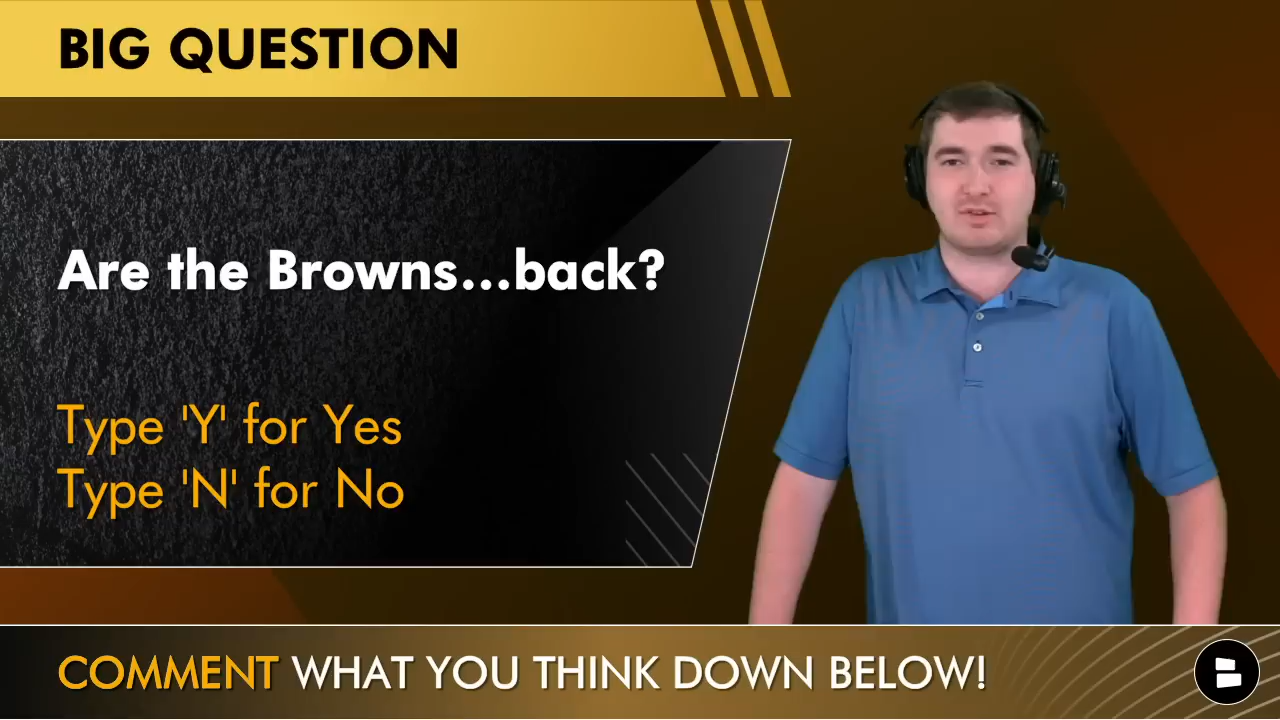 BIG QUESTION
Are the Browns...back?
Type 'Y' for Yes
Type 'N' for No
COMMENT WHAT YOU THINK DOWN BELOW!